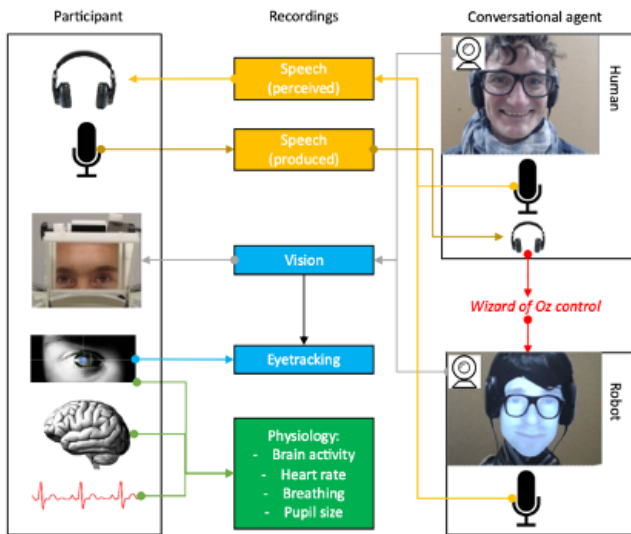 Participant
Recordings
Conversational agent
Speech
(perceived)
Speech
(produced)
Vision
Eyetracking
Physiology:
- Brain activity
- Heart rate
- Breathing
- Pupil size
Human
Wizard of Oz control
Robot